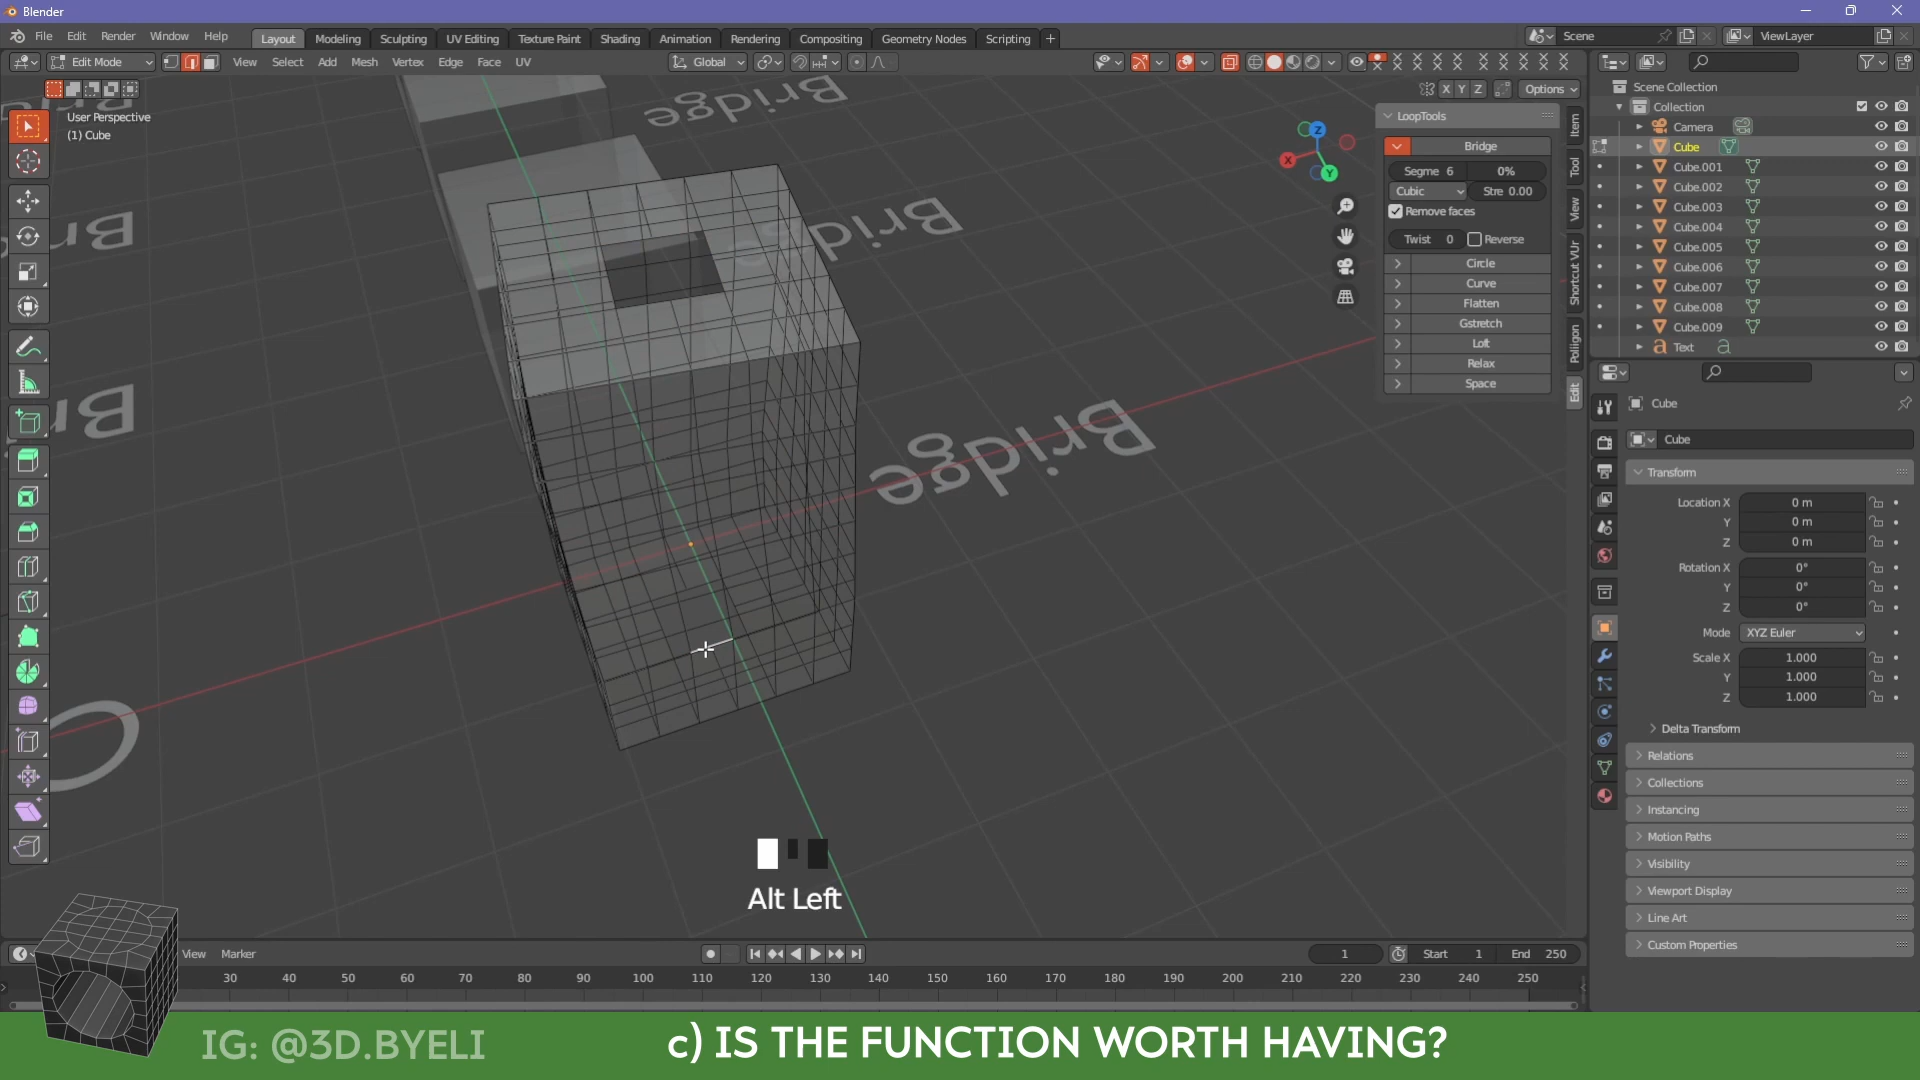 Blender
File Edit Render Window Help
Layout Modeling Sculpting UV Editing Texture Paint Shading Animation Rendering Compositing Geometry Nodes Scripting +
Scene
ViewLayer
Edit Mode
View Select Add Mesh Vertex Edge Face UV
Global
X Y Z
Options
User Perspective
(1) Cube
Z
X
Y
LoopTools
Bridge
Segme 6
0%
Cubic
Stre 0.00
Remove faces
Twist 0
Reverse
Circle
Curve
Flatten
Gstretch
Loft
Relax
Space
Item
Tool
View
Shortcut VUr
Poliigon
Edit
Bridge
Bridge
Bridge
Scene Collection
Collection
Camera
Cube
Cube.001
Cube.002
Cube.003
Cube.004
Cube.005
Cube.006
Cube.007
Cube.008
Cube.009
Text
Cube
Cube
Transform
Location X 0 m
Y 0 m
Z 0 m
Rotation X 0°
Y 0°
Z 0°
Mode XYZ Euler
Scale X 1.000
Y 1.000
Z 1.000
Delta Transform
Relations
Collections
Instancing
Motion Paths
Visibility
Viewport Display
Line Art
Custom Properties
Alt Left
View Marker
1
Start 1
End 250
30 40 50 60 70 80 90 100 110 120 130 140 150 160 170 180 190 200 210 220 230 240 250
IG: @3D.BYELI
c) IS THE FUNCTION WORTH HAVING?